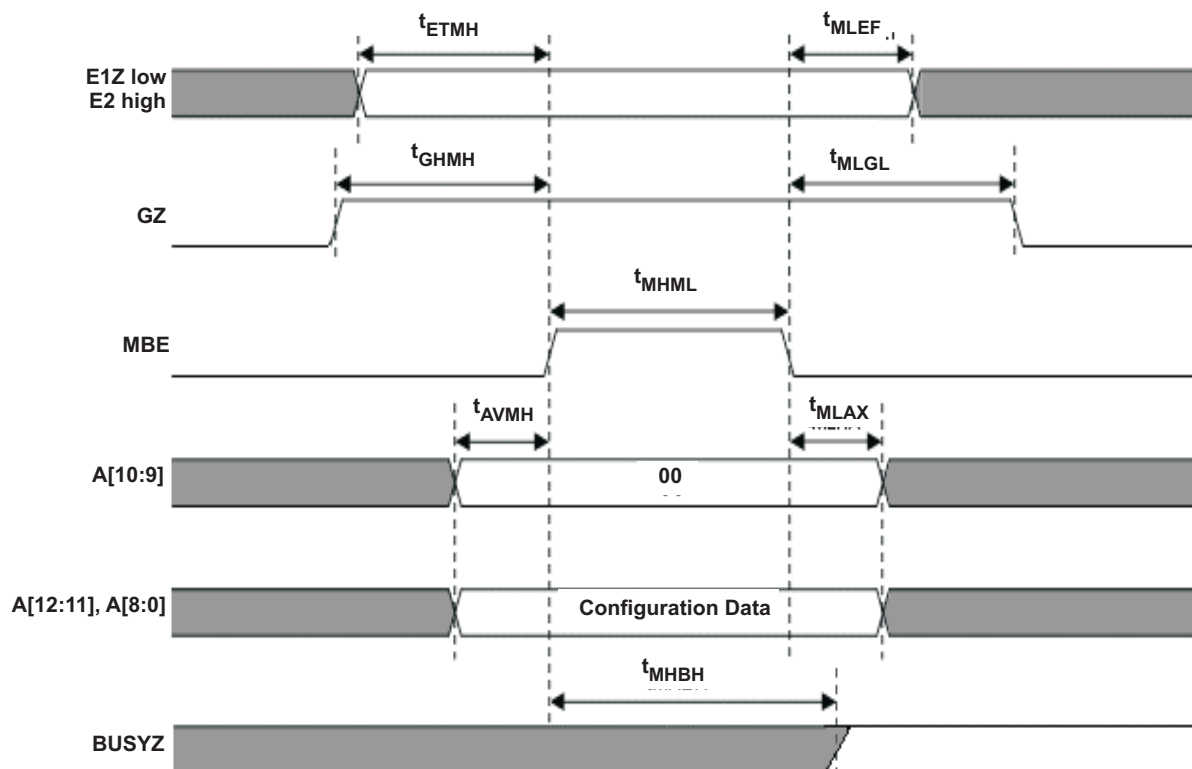 tETMH
tMLEF
E1Z low
E2 high
tGHMH
tMLGL
GZ
tMHML
MBE
tAVMH
tMLAX
A[10:9]
00
A[12:11], A[8:0]
Configuration Data
tMHBH
BUSYZ